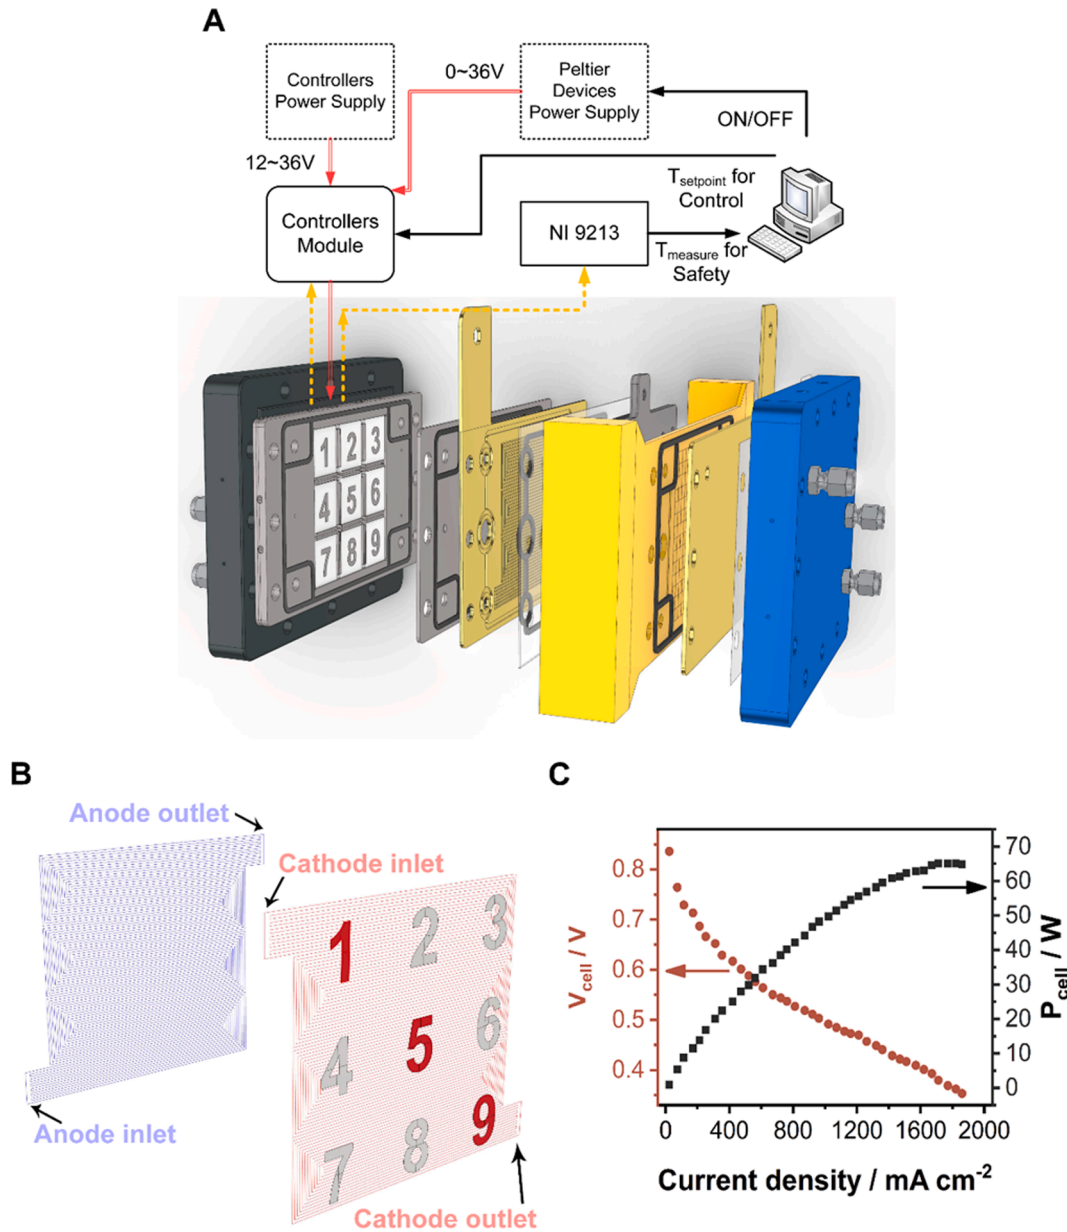 A
Controllers
Power Supply
0~36V
Peltier
Devices
Power Supply
ON/OFF
12~36V
Controllers
Module
NI 9213
T_setpoint for
Control
T_measure for
Safety
1 2 3
4 5 6
7 8 9
B
Anode outlet
Cathode inlet
1 2 3
4 5 6
7 8 9
Anode inlet
Cathode outlet
C
0.8
0.7
0.6
0.5
0.4
V_cell / V
70
60
50
40
30
20
10
0
P_cell / W
0 400 800 1200 1600 2000
Current density / mA cm⁻²